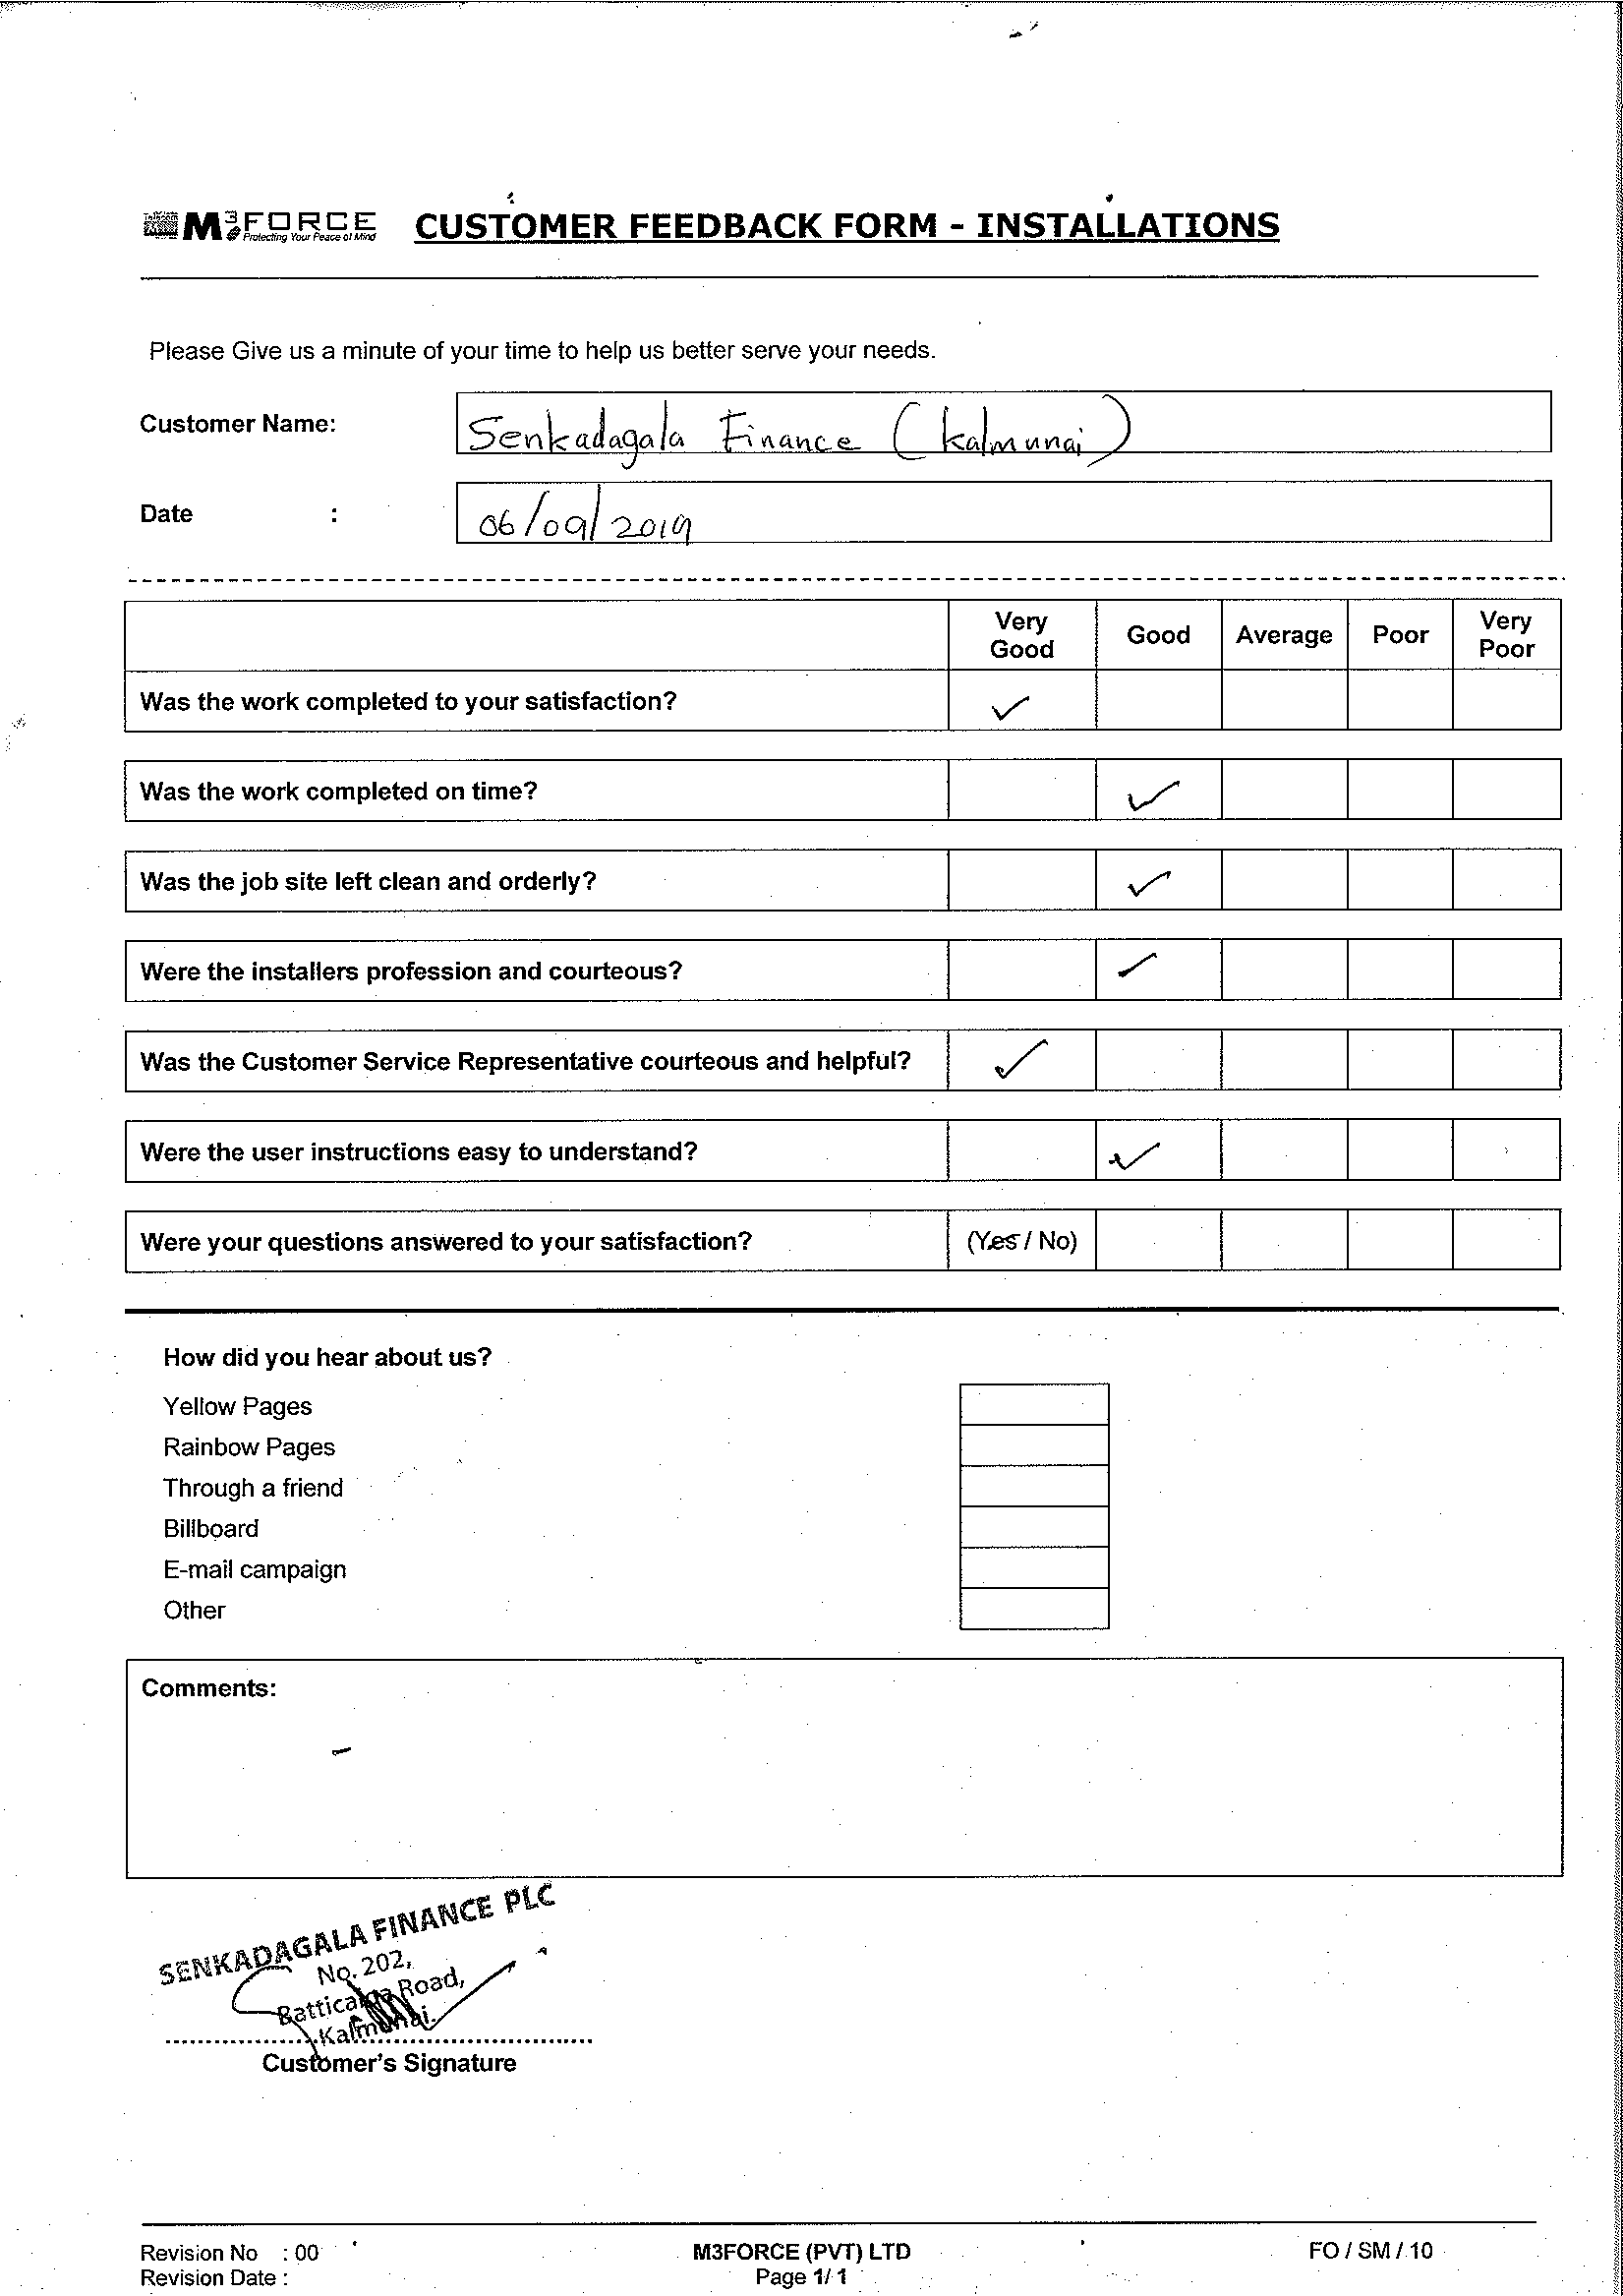 M3FORCE CUSTOMER FEEDBACK FORM - INSTALLATIONS
Protecting Your Peace of Mind
Please Give us a minute of your time to help us better serve your needs.
Customer Name: Senkadagala Finance (Kalmunai)
Date : 06/09/2019
Very Good Good Average Poor Very Poor
Was the work completed to your satisfaction? ✓
Was the work completed on time? ✓
Was the job site left clean and orderly? ✓
Were the installers profession and courteous? ✓
Was the Customer Service Representative courteous and helpful? ✓
Were the user instructions easy to understand? ✓
Were your questions answered to your satisfaction? (Yes / No)
How did you hear about us?
Yellow Pages
Rainbow Pages
Through a friend
Billboard
E-mail campaign
Other
Comments:
-
SENKADAGALA FINANCE PLC
No. 202,
Road,
Kalmunai.
Customer's Signature
Revision No : 00 M3FORCE (PVT) LTD FO / SM / 10
Revision Date : Page 1/ 1